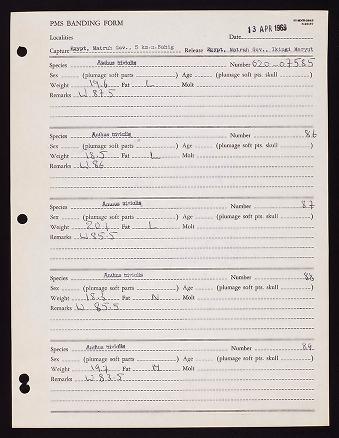 PMS BANDING FORM
Localities Date 13 APR 1968
Capture Egypt, Matruh Gov., 5 km.n.Bahig Release Egypt, Matruh Gov., Ikingi Maryut
Species Anthus trivialis Number 620-07585
Sex (plumage soft parts ) Age (plumage soft pts. skull )
Weight 19.6 Fat L Molt
Remarks W 87.5
Species Anthus trivialis Number 86
Sex (plumage soft parts ) Age (plumage soft pts. skull )
Weight 18.5 Fat L Molt
Remarks W 86
Species Anthus trivialis Number 87
Sex (plumage soft parts ) Age (plumage soft pts. skull )
Weight Fat L Molt
Remarks W 85.5
Species Anthus trivialis Number 88
Sex (plumage soft parts ) Age (plumage soft pts. skull )
Weight Fat N Molt
Remarks W 85.5
Species Anthus trivialis Number 89
Sex (plumage soft parts ) Age (plumage soft pts. skull )
Weight 19.7 Fat M Molt
Remarks W 83.5